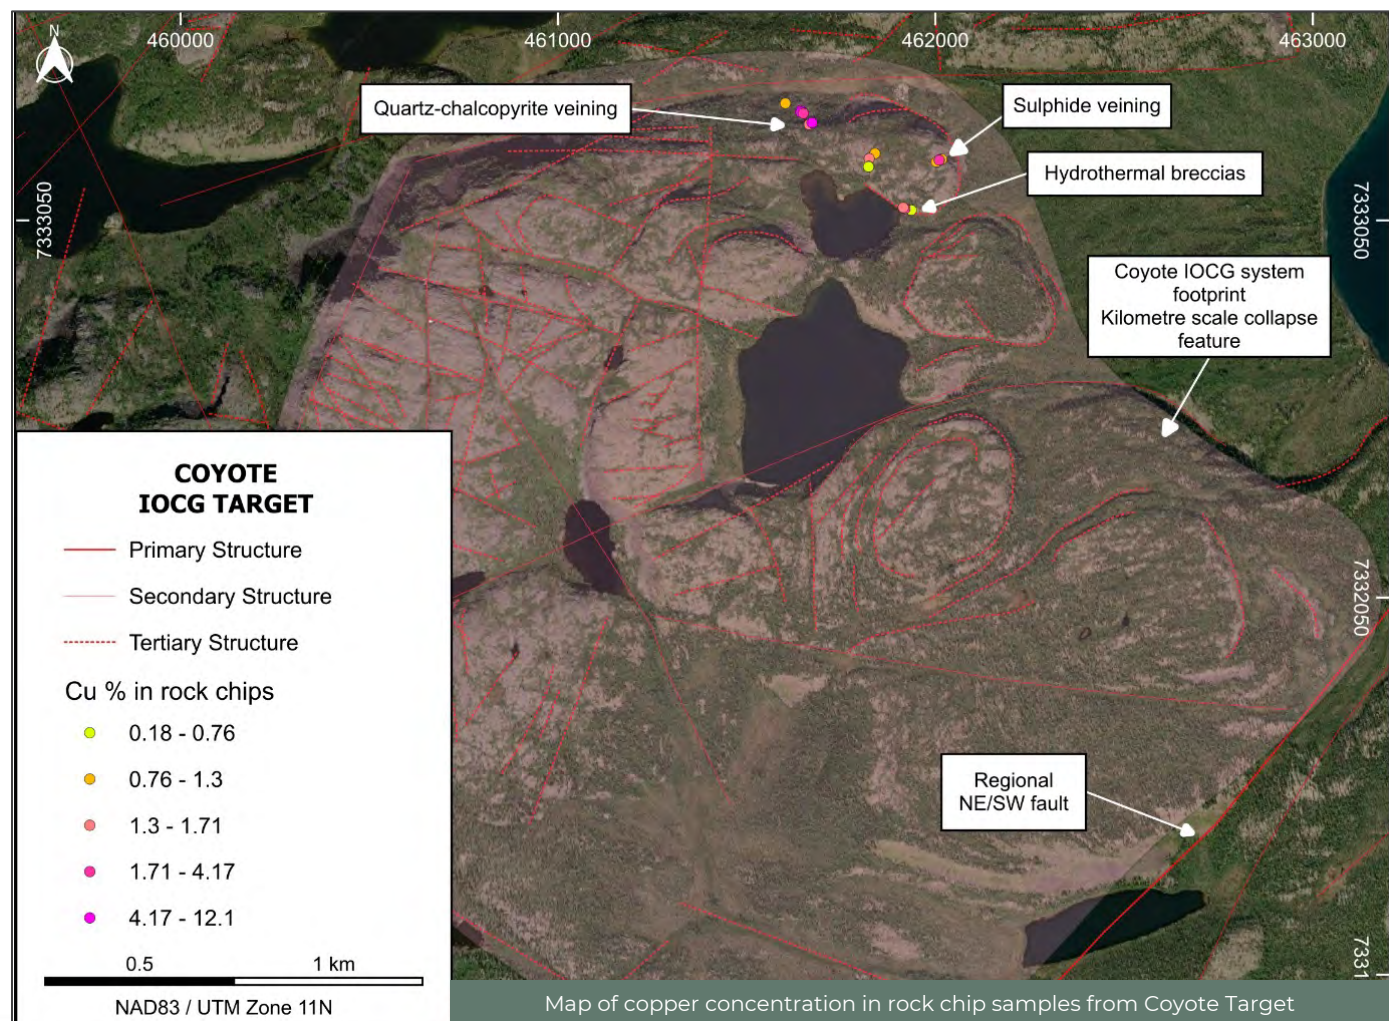 N
460000
461000
462000
463000
Quartz-chalcopyrite veining
Sulphide veining
Hydrothermal breccias
7333050
7333050
Coyote IOCG system
footprint
Kilometre scale collapse
feature
COYOTE
IOCG TARGET
Primary Structure
Secondary Structure
Tertiary Structure
Cu % in rock chips
0.18 - 0.76
0.76 - 1.3
1.3 - 1.71
1.71 - 4.17
4.17 - 12.1
0.5
1 km
NAD83 / UTM Zone 11N
7332050
Regional
NE/SW fault
7331
Map of copper concentration in rock chip samples from Coyote Target